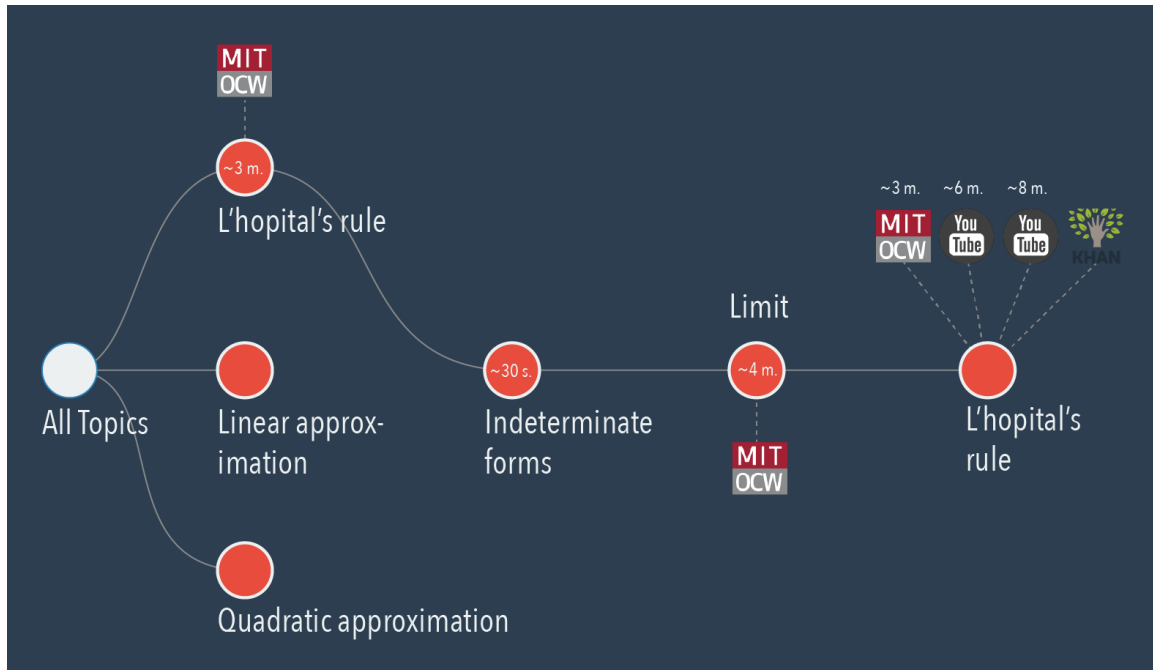 MIT
OCW
~3 m.
L'hopital's rule
~3 m.
~6 m.
~8 m.
MIT
OCW
You
Tube
You
Tube
KHAN
Limit
~30 s.
~4 m.
All Topics
Linear approx-
imation
Indeterminate
forms
MIT
OCW
L'hopital's
rule
Quadratic approximation